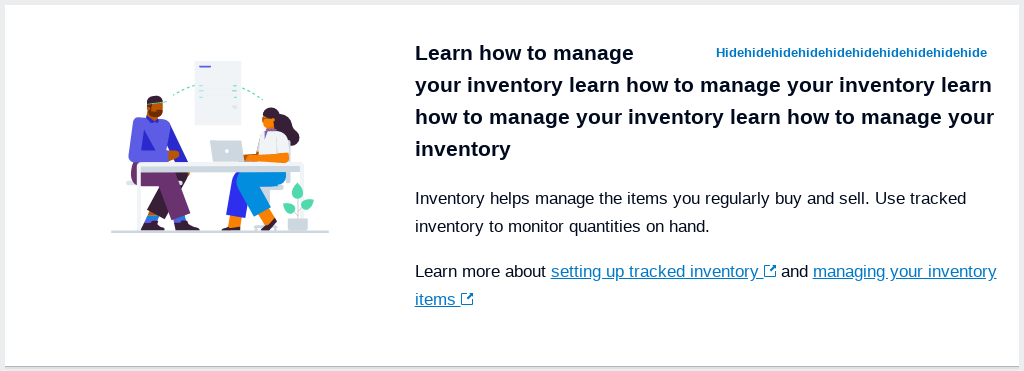 Learn how to manage
Hidehidehidehidehidehidehidehidehidehide
your inventory learn how to manage your inventory learn
how to manage your inventory learn how to manage your
inventory
Inventory helps manage the items you regularly buy and sell. Use tracked
inventory to monitor quantities on hand.
Learn more about setting up tracked inventory and managing your inventory
items